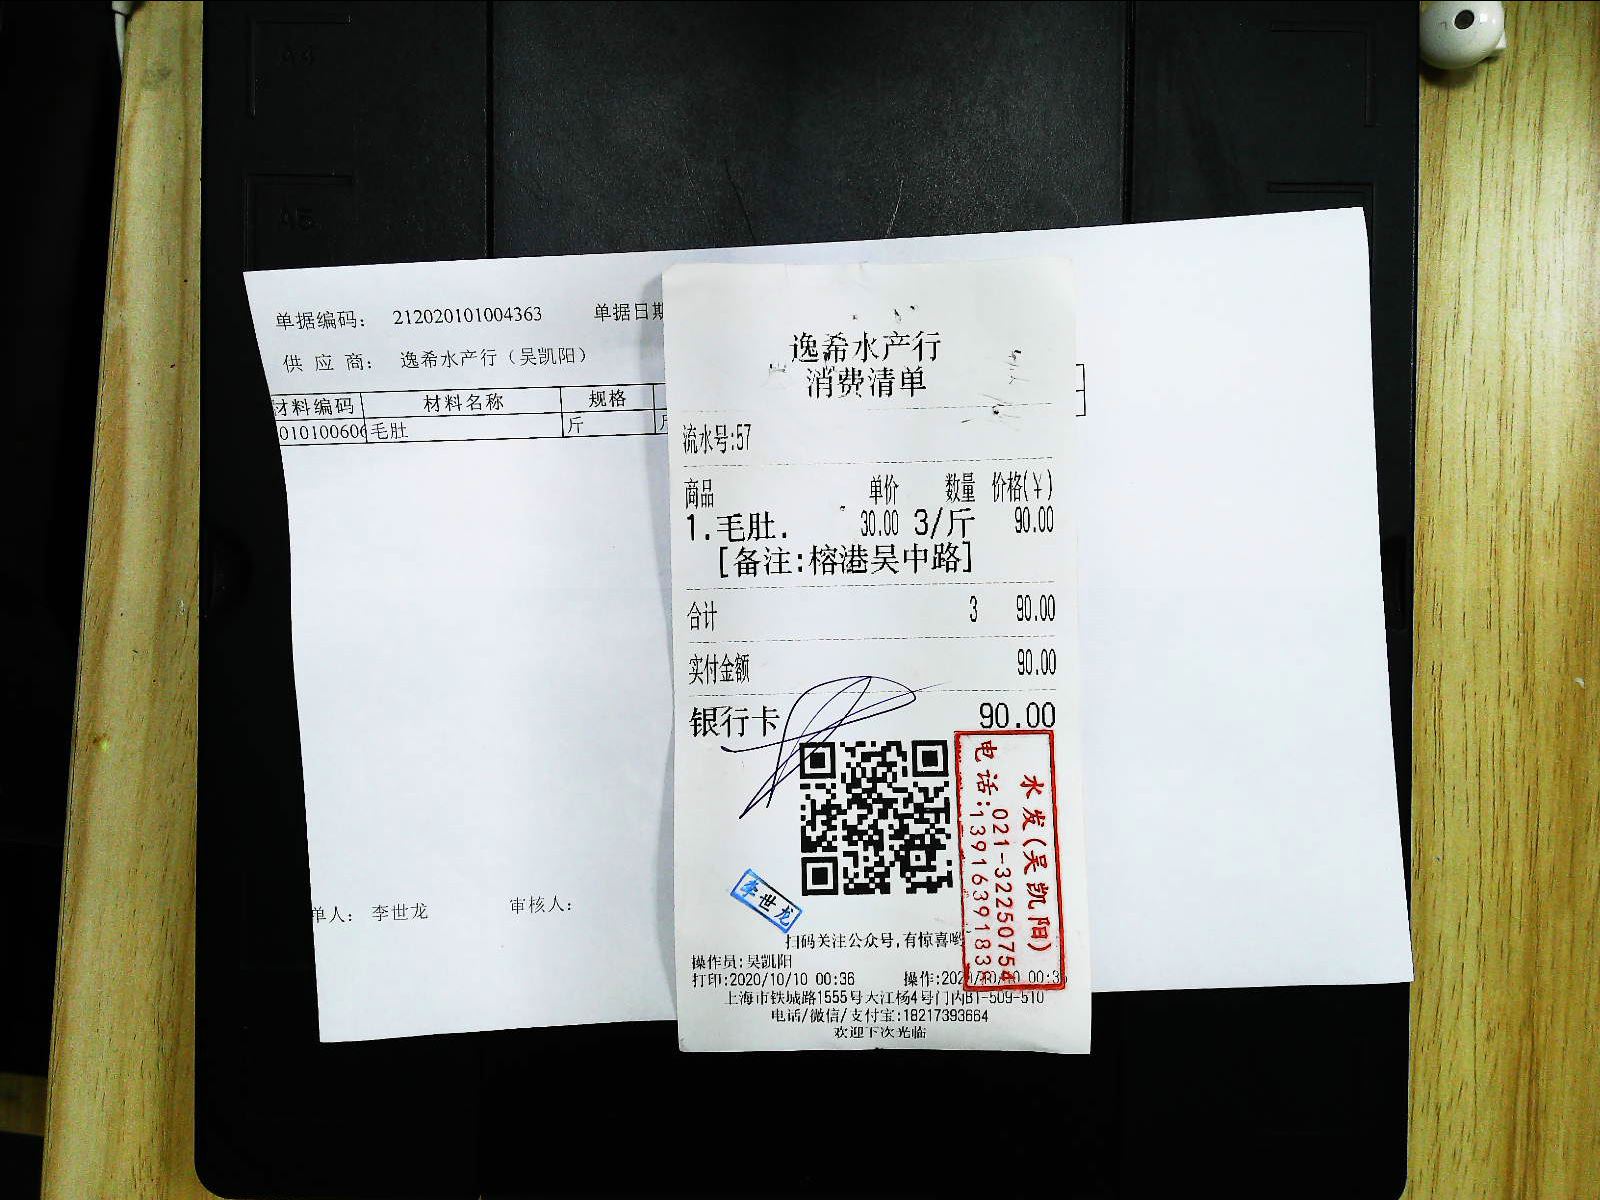 单据编码： 212020101004363 单据日期
供 应 商： 逸希水产行（吴凯阳）
材料编码 材料名称 规格
毛肚 斤
单人： 李世龙 审核人：
逸希水产行
消费清单
流水号:57
商品 单价 数量 价格(¥)
1.毛肚. 30.00 3/斤 90.00
[备注:榕港吴中路]
合计 3 90.00
实付金额 90.00
银行卡 90.00
水发(吴凯阳)
电话:021-32250754
13916391838
李世龙
扫码关注公众号,有惊喜哟
操作员:吴凯阳
打印:2020/10/10 00:36 操作:2020/10/10 00:36
上海市铁城路1555号大江杨4号门内B1-509-510
电话/微信/支付宝:18217393664
欢迎下次光临